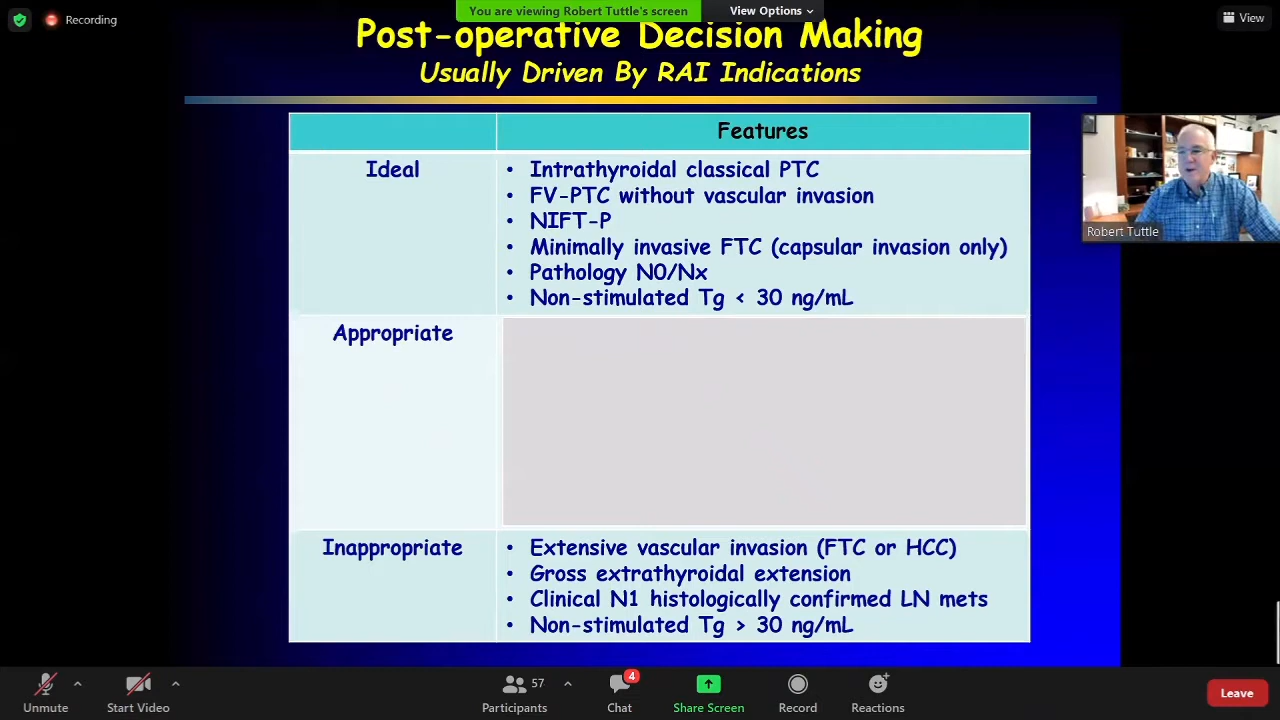 You are viewing Robert Tuttle's screen
View Options
Recording
View
Post-operative Decision Making
Usually Driven By RAI Indications
Features
Ideal
• Intrathyroidal classical PTC
• FV-PTC without vascular invasion
• NIFT-P
• Minimally invasive FTC (capsular invasion only)
• Pathology N0/Nx
• Non-stimulated Tg < 30 ng/mL
Robert Tuttle
Appropriate
Inappropriate
• Extensive vascular invasion (FTC or HCC)
• Gross extrathyroidal extension
• Clinical N1 histologically confirmed LN mets
• Non-stimulated Tg > 30 ng/mL
Unmute
Start Video
57
Participants
4
Chat
Share Screen
Record
Reactions
Leave